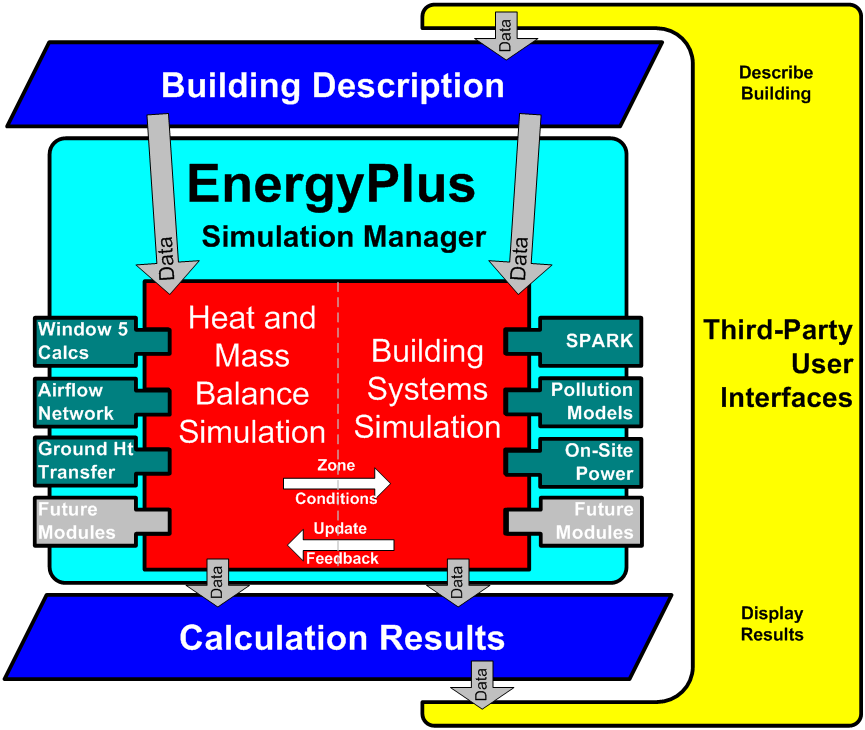 Data
Building Description
Describe
Building
EnergyPlus
Simulation Manager
Data
Data
Heat and
Mass
Balance
Simulation
Building
Systems
Simulation
Window 5
Calcs
Airflow
Network
Ground Ht
Transfer
Future
Modules
SPARK
Pollution
Models
On-Site
Power
Future
Modules
Zone
Conditions
Update
Feedback
Third-Party
User
Interfaces
Data
Data
Calculation Results
Display
Results
Data